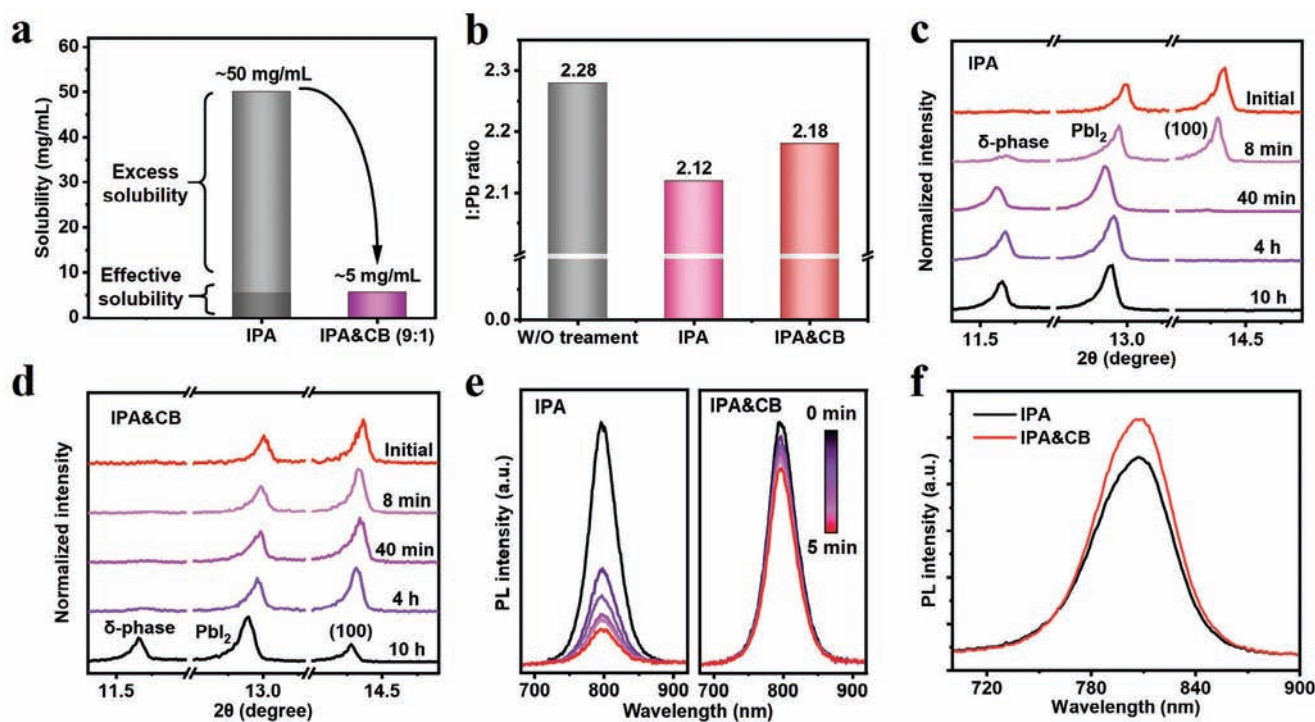 a
Solubility (mg/mL)
60
50
40
30
20
10
0
~50 mg/mL
Excess
solubility
Effective
solubility
~5 mg/mL
IPA
IPA&CB (9:1)
b
I:Pb ratio
2.3
2.2
2.1
0.0
2.28
2.12
2.18
W/O treament
IPA
IPA&CB
c
Normalized intensity
IPA
Initial
δ-phase
PbI2
(100)
8 min
40 min
4 h
10 h
11.5
13.0
14.5
2θ (degree)
d
Normalized intensity
IPA&CB
Initial
8 min
40 min
4 h
δ-phase
PbI2
(100)
10 h
11.5
13.0
14.5
2θ (degree)
e
PL intensity (a.u.)
IPA
IPA&CB
0 min
5 min
700
800
900
700
800
900
Wavelength (nm)
f
PL intensity (a.u.)
IPA
IPA&CB
720
780
840
900
Wavelength (nm)